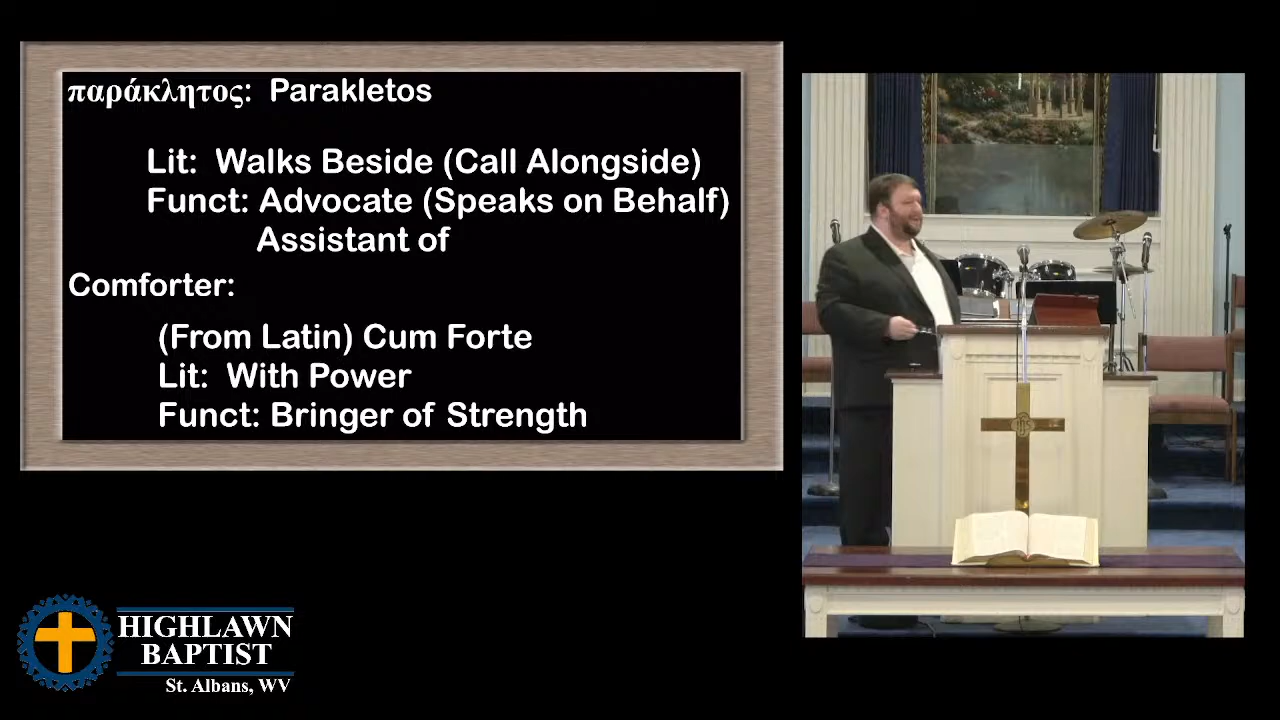 παράκλητος: Parakletos
Lit: Walks Beside (Call Alongside)
Funct: Advocate (Speaks on Behalf)
Assistant of
Comforter:
(From Latin) Cum Forte
Lit: With Power
Funct: Bringer of Strength
HIGHLAWN
BAPTIST
St. Albans, WV
IHS